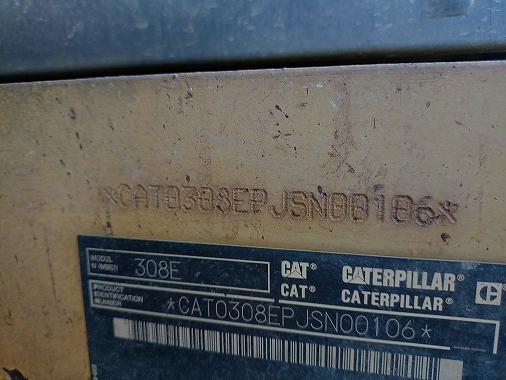 *CAT0308EPJSN00106*
MODEL NUMBER 308E
CAT® CATERPILLAR®
CAT® CATERPILLAR®
PRODUCT IDENTIFICATION NUMBER *CAT0308EPJSN00106*